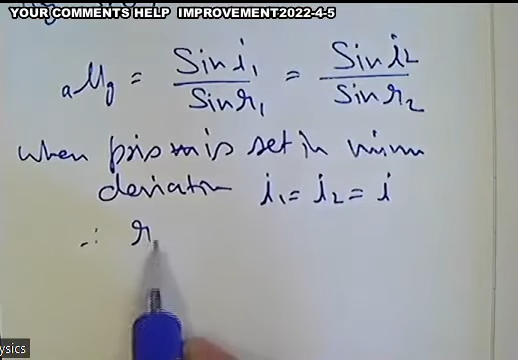 YOUR COMMENTS HELP IMPROVEMENT2022-4-5
aμg = Sin i1 / Sin r1 = Sin i2 / Sin r2
when prism is set in minm
deviation i1 = i2 = i
∴ r
ysics